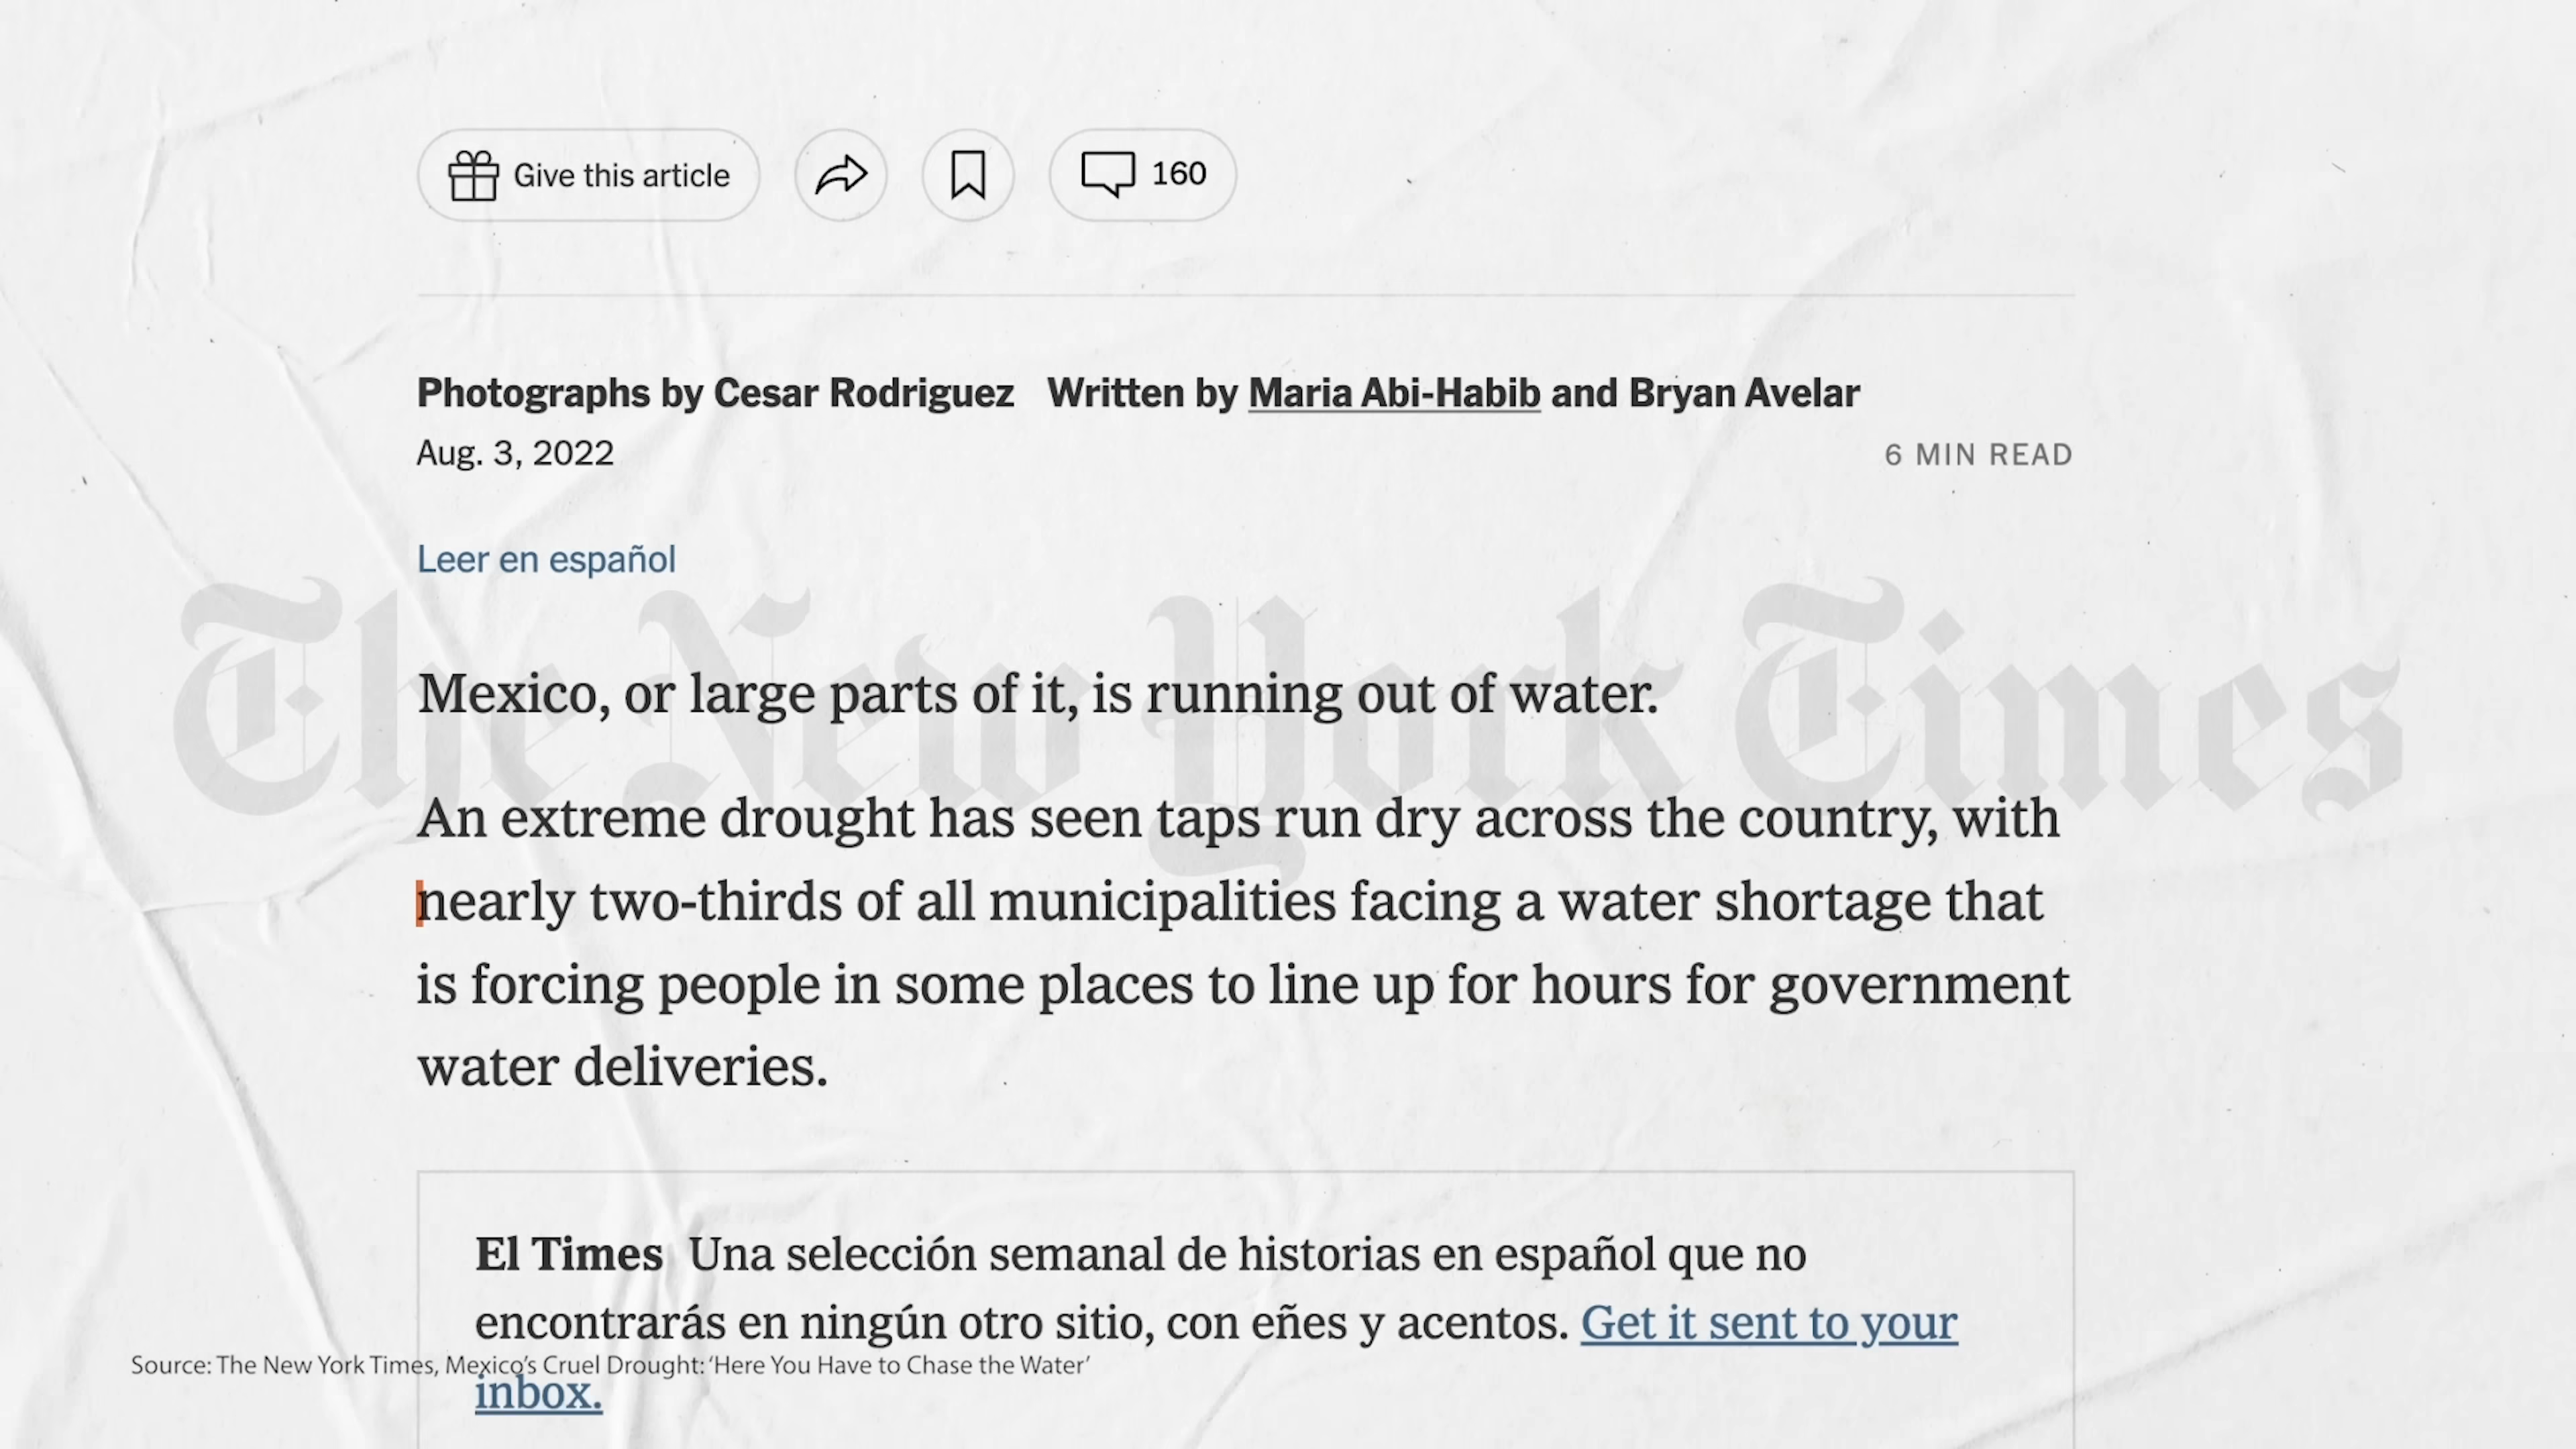 Give this article
160
Photographs by Cesar Rodriguez Written by Maria Abi-Habib and Bryan Avelar
Aug. 3, 2022
6 MIN READ
Leer en español
The New York Times
Mexico, or large parts of it, is running out of water.
An extreme drought has seen taps run dry across the country, with
nearly two-thirds of all municipalities facing a water shortage that
is forcing people in some places to line up for hours for government
water deliveries.
El Times Una selección semanal de historias en español que no
encontrarás en ningún otro sitio, con eñes y acentos. Get it sent to your
inbox.
Source: The New York Times, Mexico’s Cruel Drought: ‘Here You Have to Chase the Water’